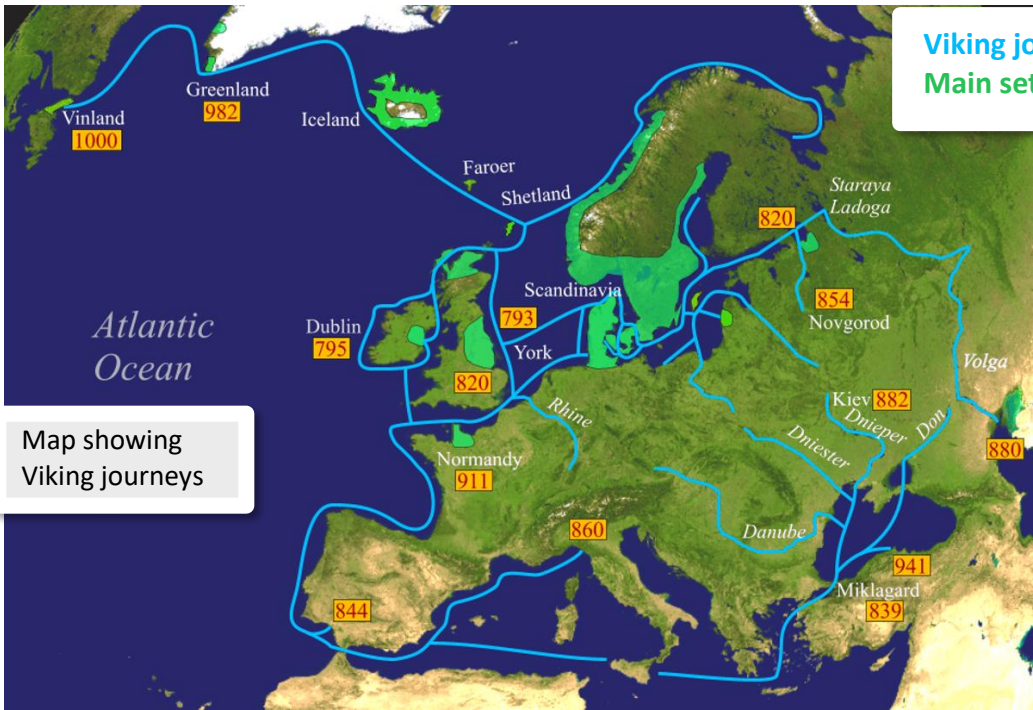 Viking jo
Main set
Greenland
982
Vinland
1000
Iceland
Faroer
Shetland
Staraya
Ladoga
820
Scandinavia
854
Novgorod
793
Dublin
795
York
820
Atlantic
Ocean
Volga
Kiev 882
Dnieper
Don
Rhine
Dniester
880
Map showing
Viking journeys
Normandy
911
860
Danube
941
Miklagard
839
844